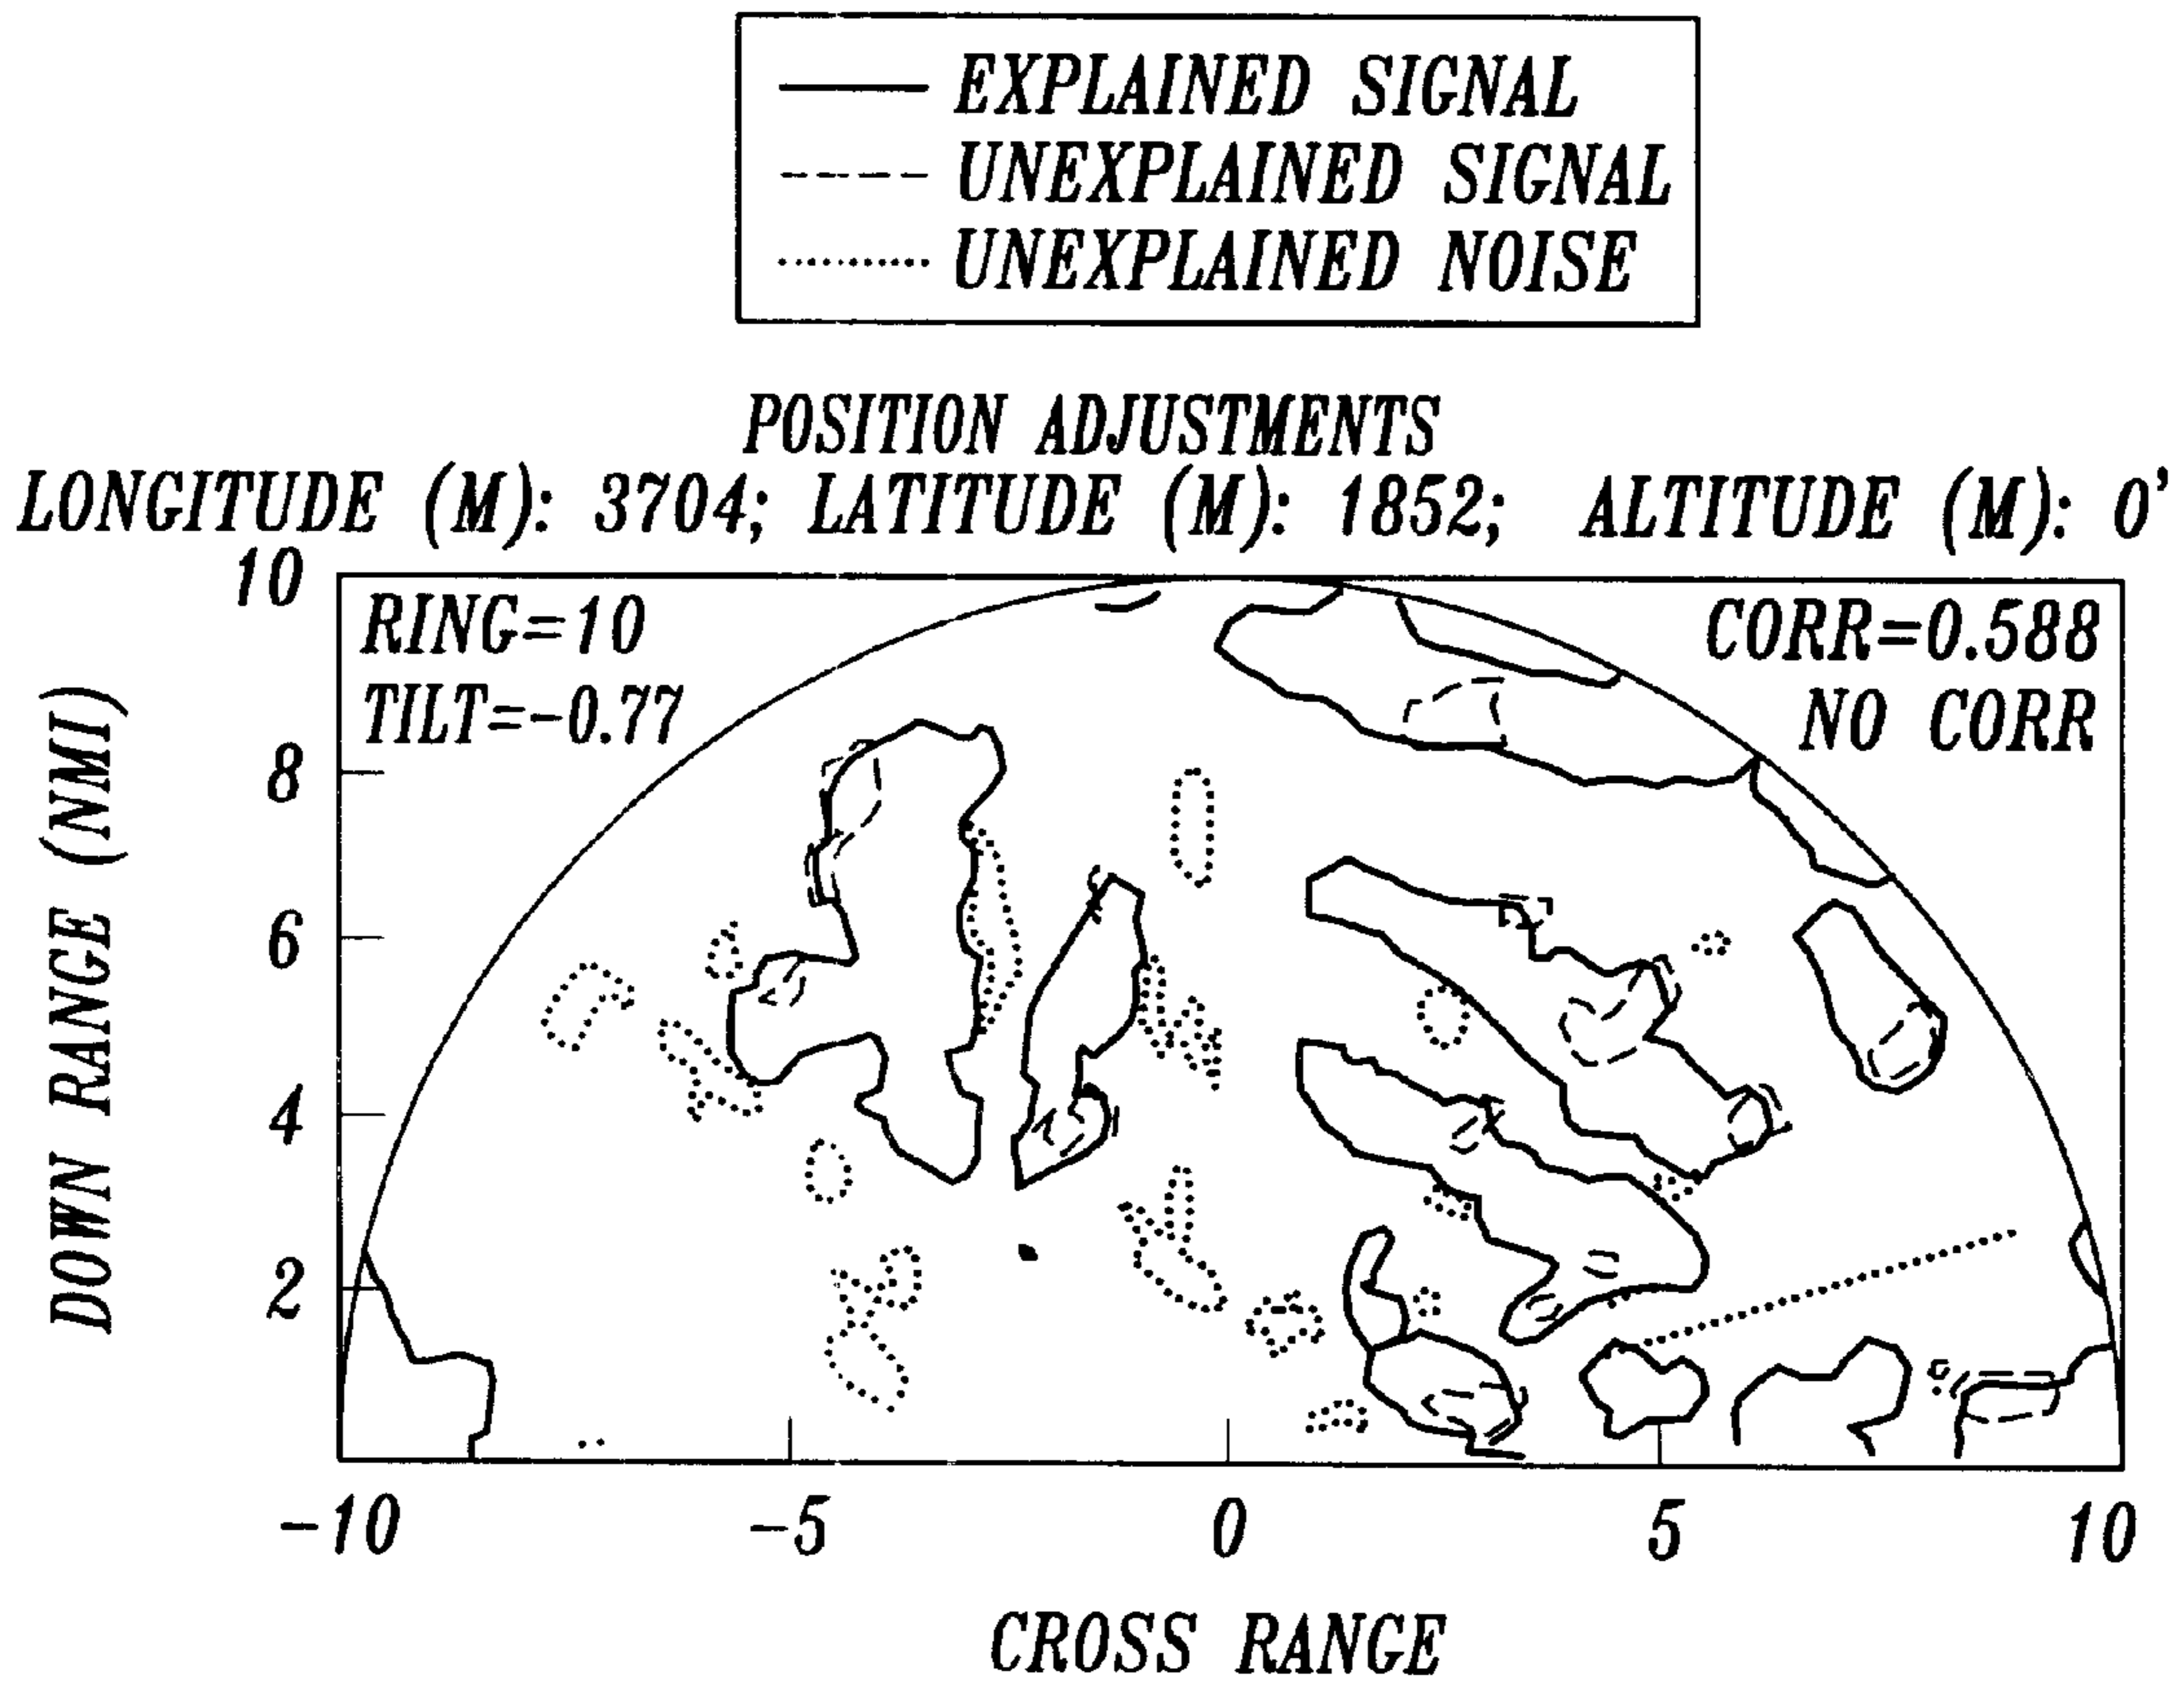 EXPLAINED SIGNAL
UNEXPLAINED SIGNAL
UNEXPLAINED NOISE
POSITION ADJUSTMENTS
LONGITUDE (M): 3704; LATITUDE (M): 1852; ALTITUDE (M): 0'
RING=10
TILT=-0.77
CORR=0.588
NO CORR
DOWN RANGE (NMI)
10
8
6
4
2
-10
-5
0
5
10
CROSS RANGE